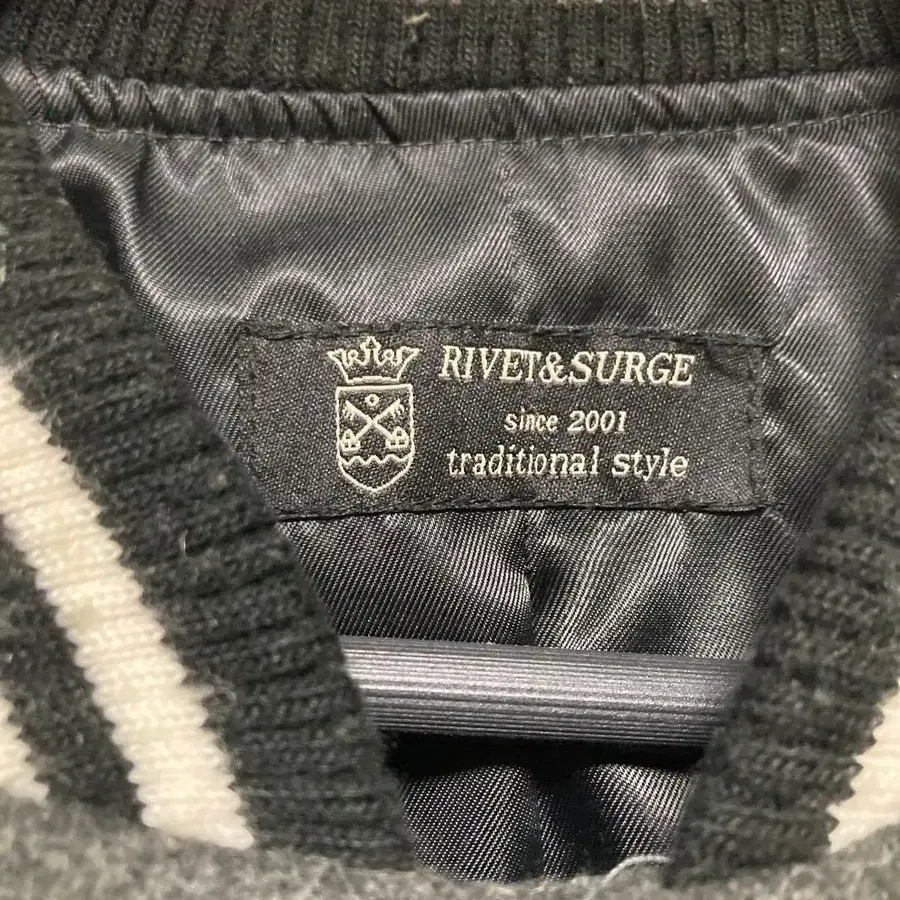 RIVET&SURGE
since 2001
traditional style